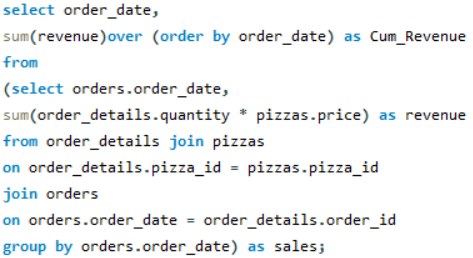 select order_date,
sum(revenue)over (order by order_date) as Cum_Revenue
from
(select orders.order_date,
sum(order_details.quantity * pizzas.price) as revenue
from order_details join pizzas
on order_details.pizza_id = pizzas.pizza_id
join orders
on orders.order_date = order_details.order_id
group by orders.order_date) as sales;